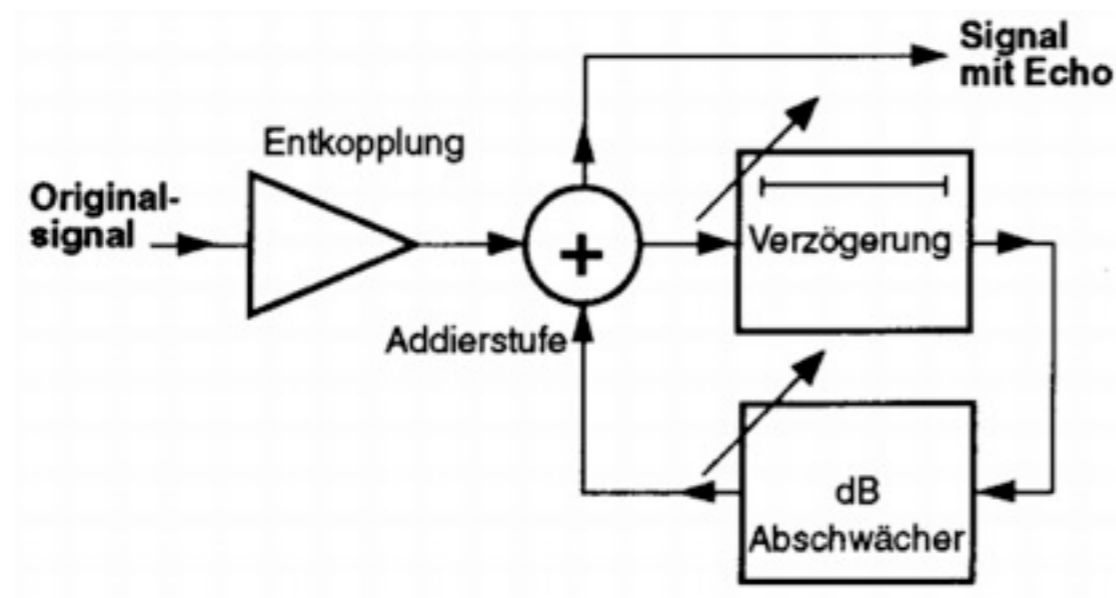 Signal
mit Echo
Entkopplung
Original-
signal
+
Verzögerung
Addierstufe
dB
Abschwächer